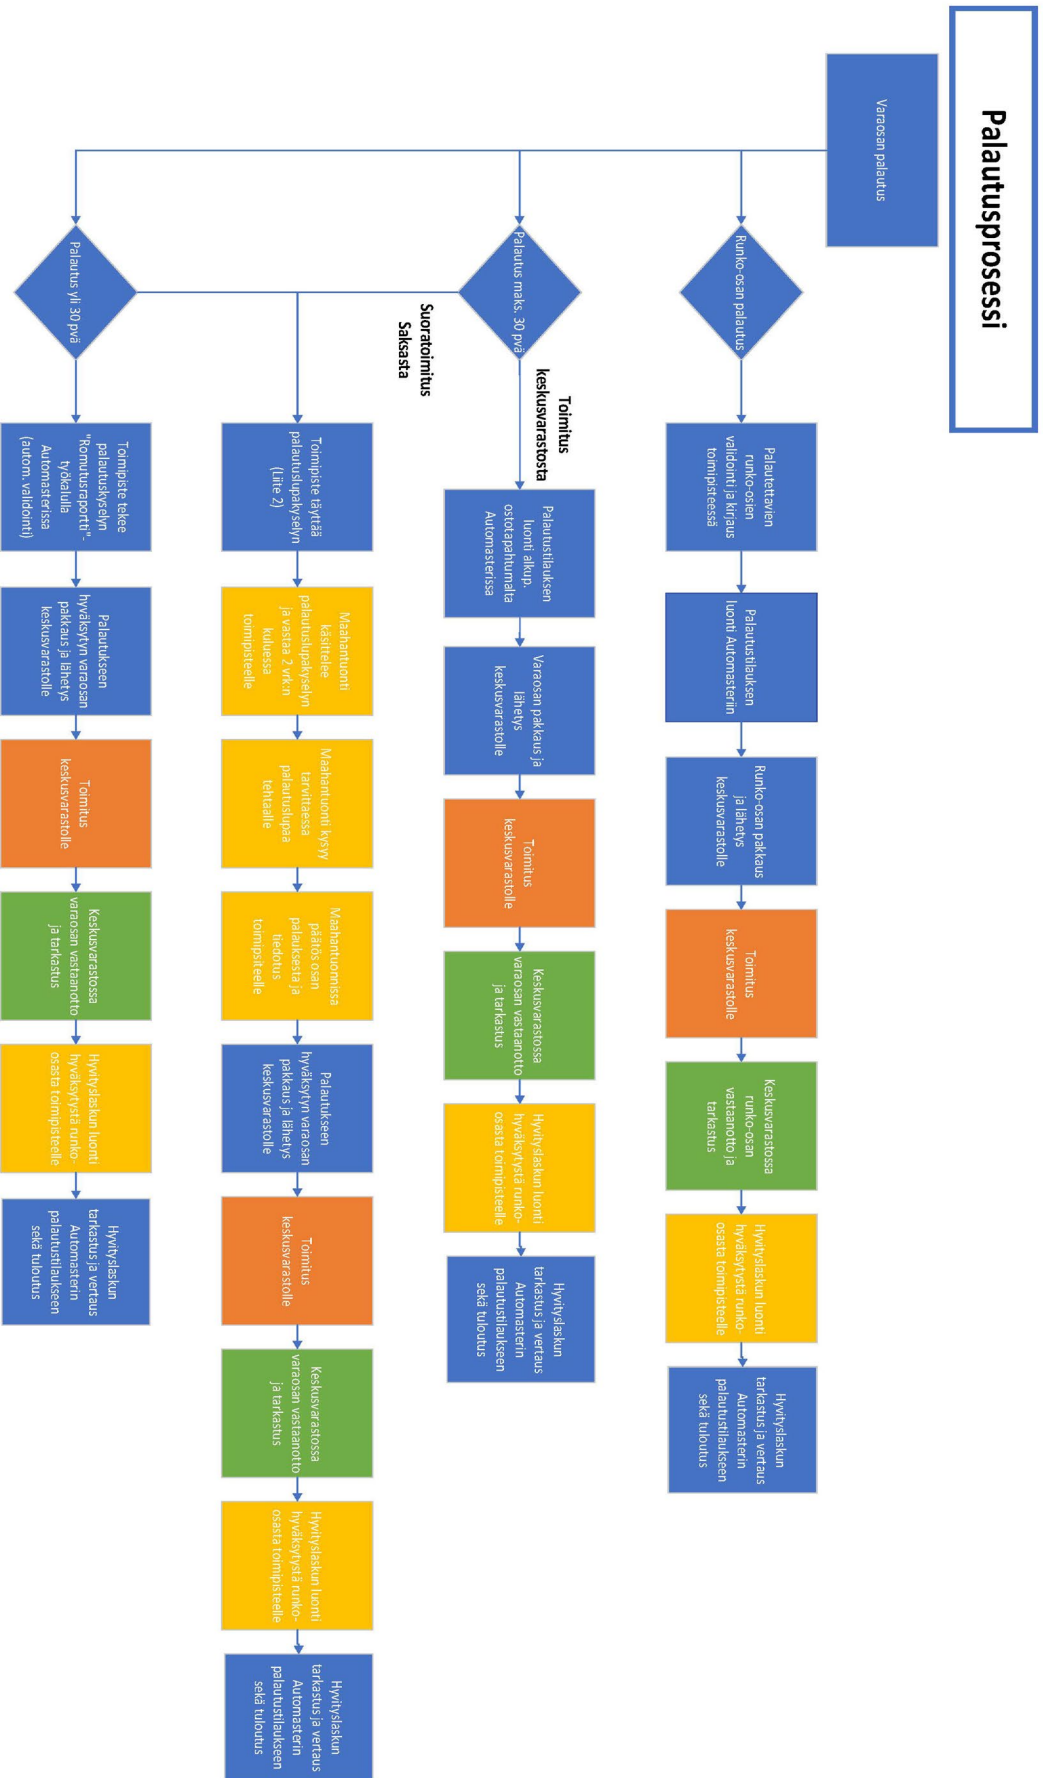 Palautusprosessi
Varaosan palautus
Runko-osan palautus
Palautettavien
runko-osien
validointi ja kirjaus
toimipisteessä
Palautustilauksen
luonti Automasteriin
Runko-osan pakkaus
ja lähetys
keskusvarastolle
Toimitus
keskusvarastolle
Keskusvarastossa
runko-osan
vastaanotto ja
tarkastus
Hyvityslaskun luonti
hyväksytystä runko-
osasta toimipisteelle
Hyvityslaskun
tarkastus ja vertaus
Automasterin
palautustilaukseen
sekä tuloutus
Palautus maks. 30 pvä
Toimitus
keskusvarastosta
Palautustilauksen
luonti alkup.
ostotapahtumalta
Automasterissa
Varaosan pakkaus ja
lähetys
keskusvarastolle
Toimitus
keskusvarastolle
Keskusvarastossa
varaosan vastaanotto
ja tarkastus
Hyvityslaskun luonti
hyväksytystä runko-
osasta toimipisteelle
Hyvityslaskun
tarkastus ja vertaus
Automasterin
palautustilaukseen
sekä tuloutus
Suoratoimitus
Saksasta
Toimipiste täyttää
palautuslupakyselyn
(Liite 2)
Maahantuonti
käsittelee
palautuslupakyselyn
ja vastaa 2 vrk:n
kuluessa
toimipisteelle
Maahantuonti kysyy
tarvittaessa
palautuslupaa
tehtaalle
Maahantuonnissa
päätös osan
palauksesta ja
tiedotus
toimipsiteelle
Palautukseen
hyväksytyn varaosan
pakkaus ja lähetys
keskusvarastolle
Toimitus
keskusvarastolle
Keskusvarastossa
varaosan vastaanotto
ja tarkastus
Hyvityslaskun luonti
hyväksytystä runko-
osasta toimipisteelle
Hyvityslaskun
tarkastus ja vertaus
Automasterin
palautustilaukseen
sekä tuloutus
Palautus yli 30 pvä
Toimipiste tekee
palautuskyselyn
"Romutusraportti"-
työkalulla
Automasterissa
(autom. validointi)
Palautukseen
hyväksytyn varaosan
pakkaus ja lähetys
keskusvarastolle
Toimitus
keskusvarastolle
Keskusvarastossa
varaosan vastaanotto
ja tarkastus
Hyvityslaskun luonti
hyväksytystä runko-
osasta toimipisteelle
Hyvityslaskun
tarkastus ja vertaus
Automasterin
palautustilaukseen
sekä tuloutus